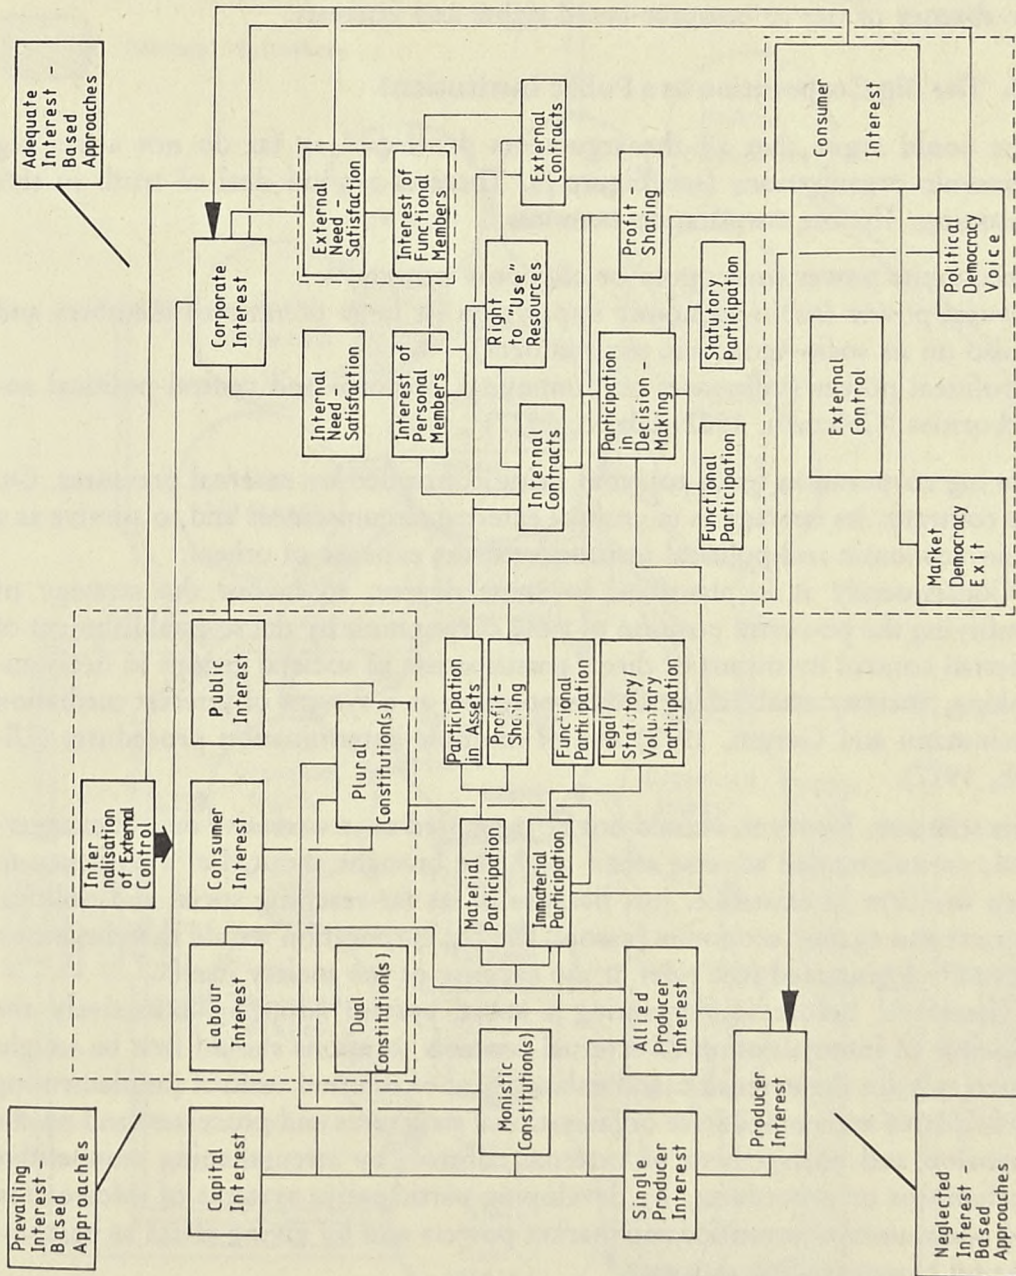 Prevailing
Interest –
Based
Approaches
Adequate
Interest –
Based
Approaches
Inter –
nalisation
of External
Control
Capital
Interest
Labour
Interest
Consumer
Interest
Public
Interest
Corporate
Interest
Dual
Constitution(s)
Plural
Constitution(s)
Internal
Need –
Satisfaction
External
Need –
Satisfaction
Interest of
Personal
Members
Interest of
Functional
Members
Monistic
Constitution(s)
Material
Participation
Participation
in Assets
Profit –
Sharing
Immaterial
Participation
Functional
Participation
Legal/
Statutory/
Voluntary
Participation
Right
to "Use"
Resources
Internal
Contracts
External
Contracts
Participation
in
Decision –
Making
Profit
Sharing
Functional
Participation
Statutory
Participation
Single
Producer
Interest
Allied
Producer
Interest
Producer
Interest
External
Control
Consumer
Interest
Market
Democracy
Exit
Political
Democracy
Voice
Neglected
Interest
Based
Approaches